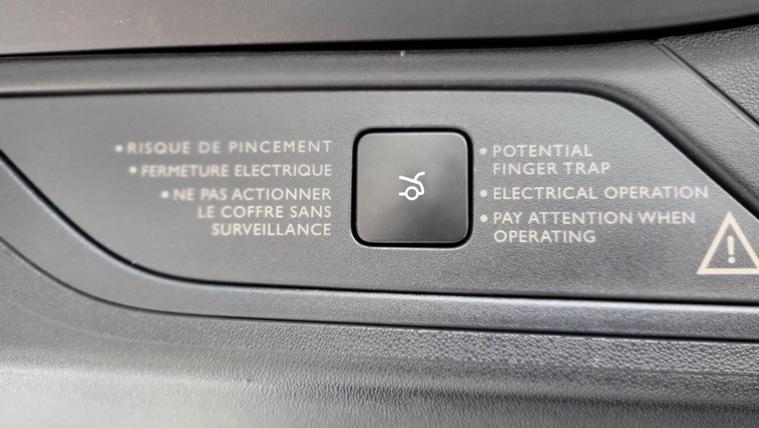 • RISQUE DE PINCEMENT
• FERMETURE ELECTRIQUE
• NE PAS ACTIONNER
LE COFFRE SANS
SURVEILLANCE
• POTENTIAL
FINGER TRAP
• ELECTRICAL OPERATION
• PAY ATTENTION WHEN
OPERATING